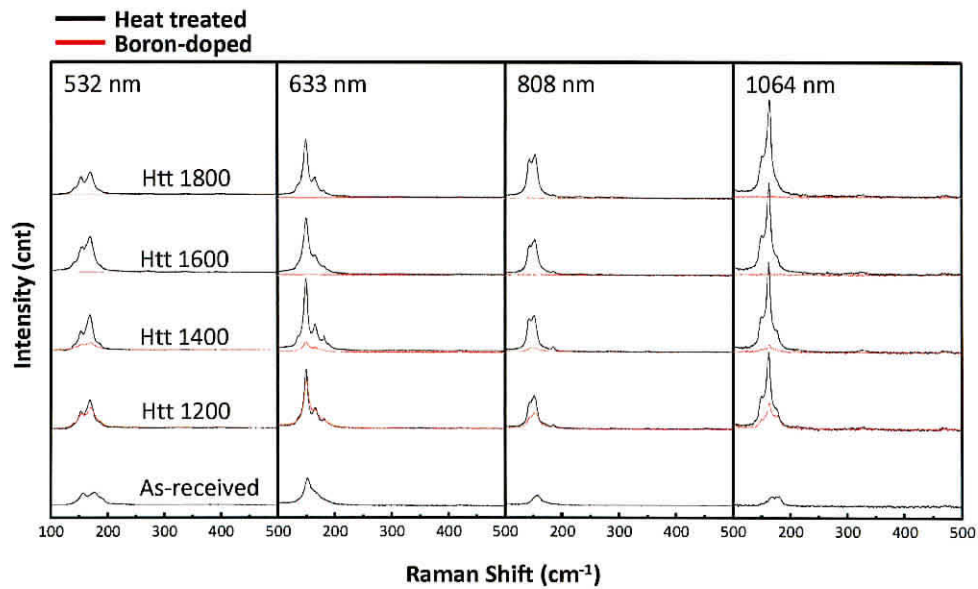 Heat treated
Boron-doped
532 nm
633 nm
808 nm
1064 nm
Htt 1800
Htt 1600
Htt 1400
Htt 1200
As-received
Intensity (cnt)
100 200 300 400 500 200 300 400 500 200 300 400 500 200 300 400 500
Raman Shift (cm⁻¹)